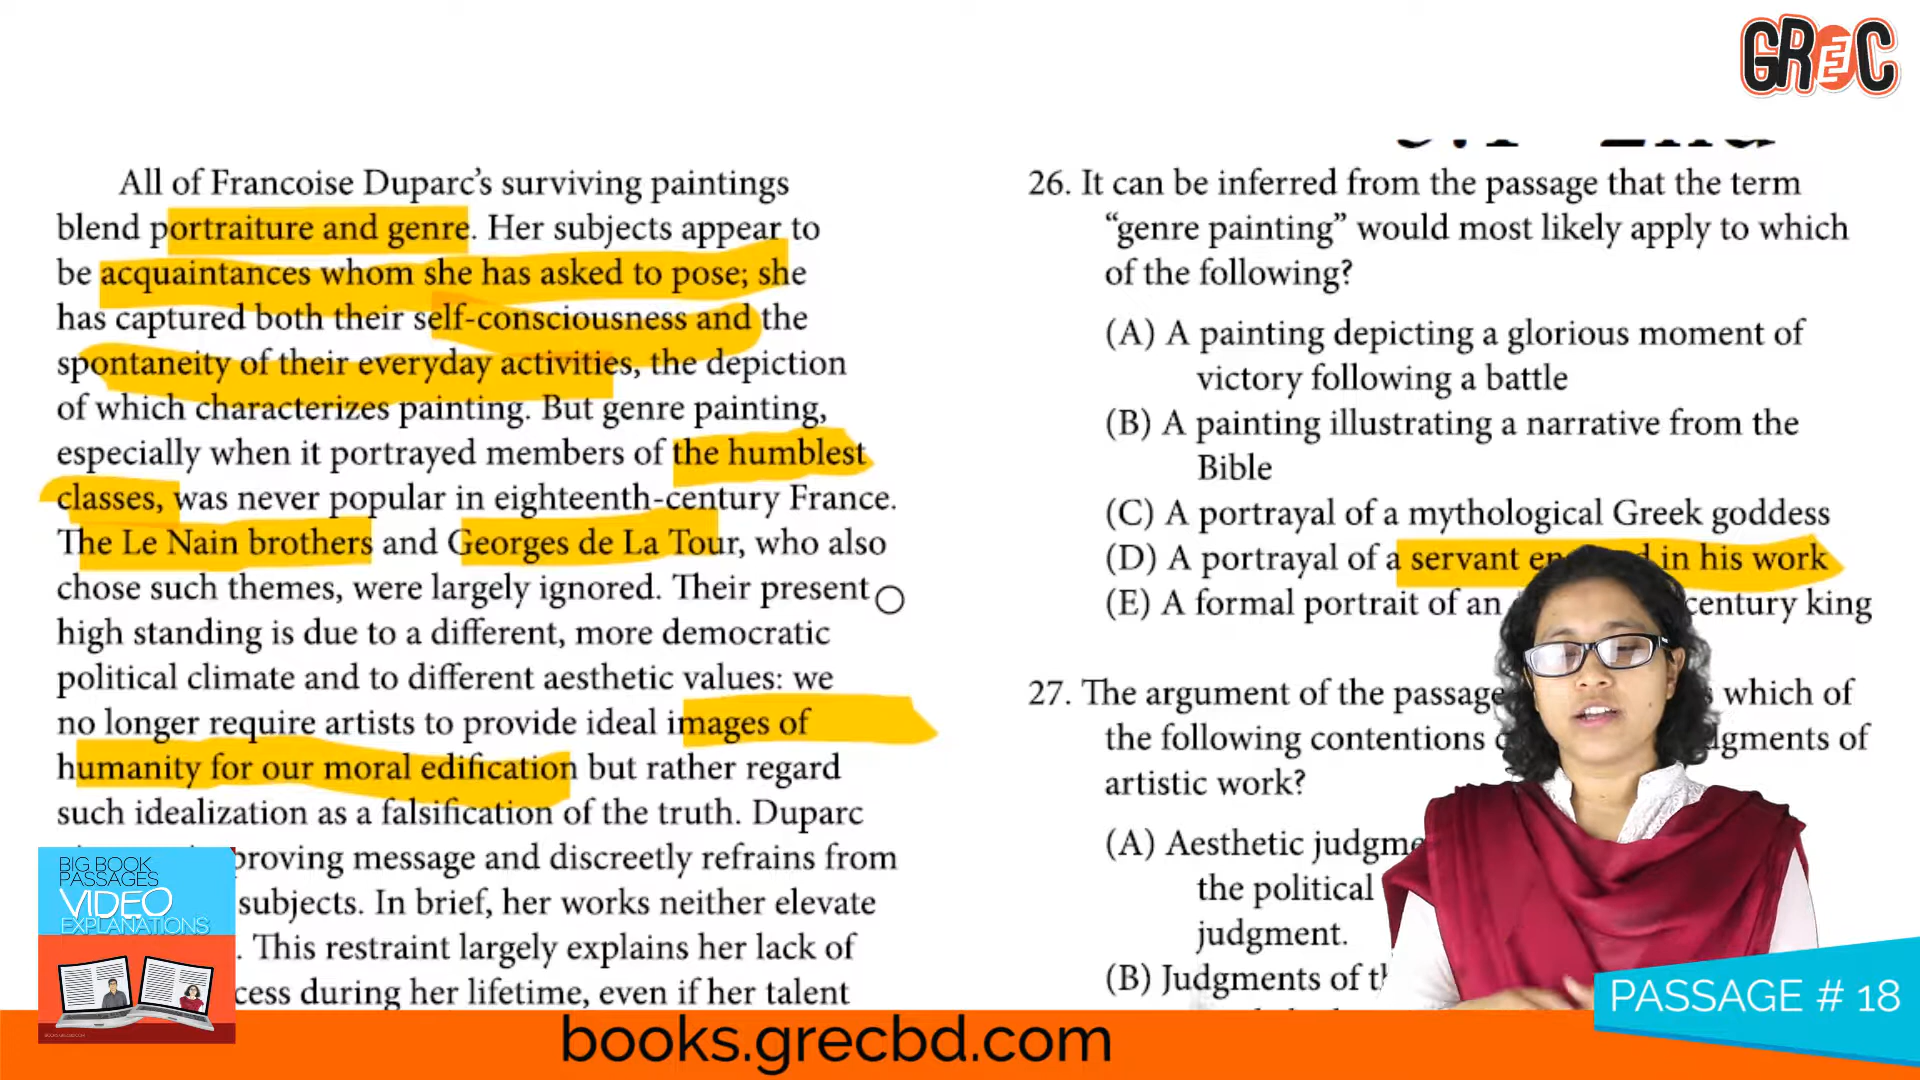 GREC
All of Francoise Duparc’s surviving paintings
blend portraiture and genre. Her subjects appear to
be acquaintances whom she has asked to pose; she
has captured both their self-consciousness and the
spontaneity of their everyday activities, the depiction
of which characterizes painting. But genre painting,
especially when it portrayed members of the humblest
classes, was never popular in eighteenth-century France.
The Le Nain brothers and Georges de La Tour, who also
chose such themes, were largely ignored. Their present
high standing is due to a different, more democratic
political climate and to different aesthetic values: we
no longer require artists to provide ideal images of
humanity for our moral edification but rather regard
such idealization as a falsification of the truth. Duparc
proving message and discreetly refrains from
subjects. In brief, her works neither elevate
. This restraint largely explains her lack of
cess during her lifetime, even if her talent
26. It can be inferred from the passage that the term
“genre painting” would most likely apply to which
of the following?
(A) A painting depicting a glorious moment of
victory following a battle
(B) A painting illustrating a narrative from the
Bible
(C) A portrayal of a mythological Greek goddess
(D) A portrayal of a servant in his work
(E) A formal portrait of an century king
27. The argument of the passage which of
the following contentions of
artistic work?
(A) Aesthetic
the political
judgment.
(B) Judgments of
BIG BOOK
PASSAGES
VIDEO
EXPLANATIONS
PASSAGE # 18
books.grecbd.com